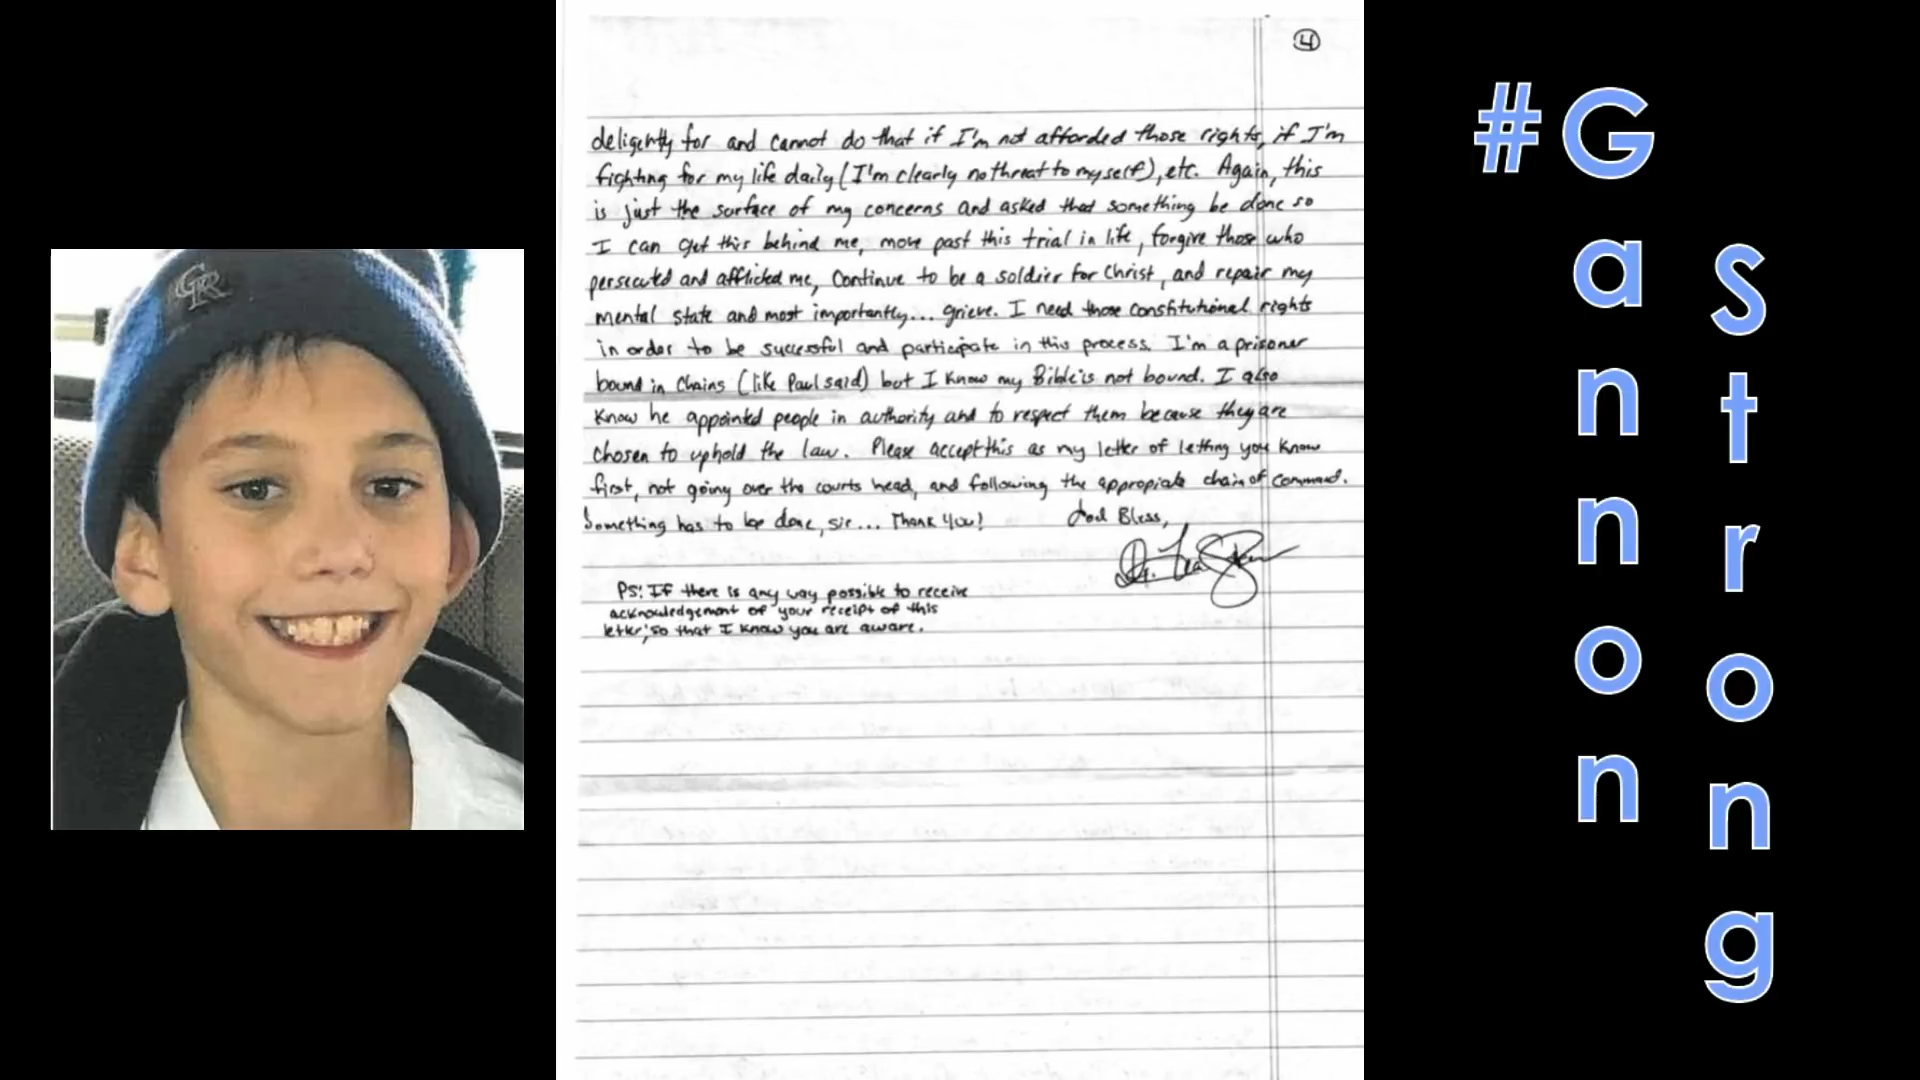 GR
4
deligently for and cannot do that if I'm not afforded those rights, if I'm
fighting for my life daily (I'm clearly no threat to myself), etc. Again, this
is just the surface of my concerns and asked that something be done so
I can get this behind me, move past this trial in life, forgive those who
persecuted and afflicted me, Continue to be a soldier for Christ, and repair my
mental state and most importantly... grieve. I need those constitutional rights
in order to be successful and participate in this process. I'm a prisoner
bound in chains (like Paul said) but I know my Bible is not bound. I also
know he appointed people in authority and to respect them because they are
chosen to uphold the law. Please accept this as my letter of letting you know
first, not going over the courts head, and following the appropiate chain of command.
Something has to be done, sir... Thank You!
God Bless,
PS: If there is any way possible to receive
acknowledgement of your receipt of this
letter, so that I know you are aware.
#Gannon
Strong